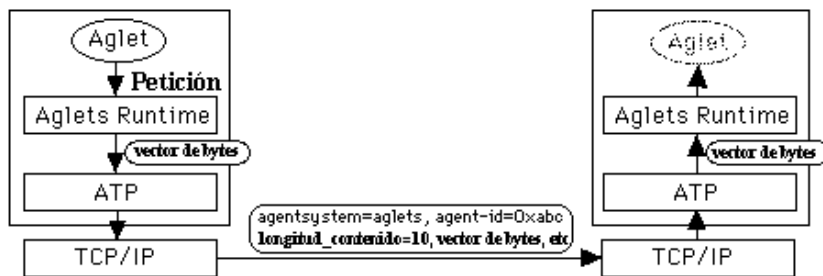 Aglet
Petición
Aglets Runtime
vector de bytes
ATP
TCP/IP
agentsystem=aglets, agent-id=0xabc
longitud_contenido=10, vector de bytes, etc
Aglet
Aglets Runtime
vector de bytes
ATP
TCP/IP